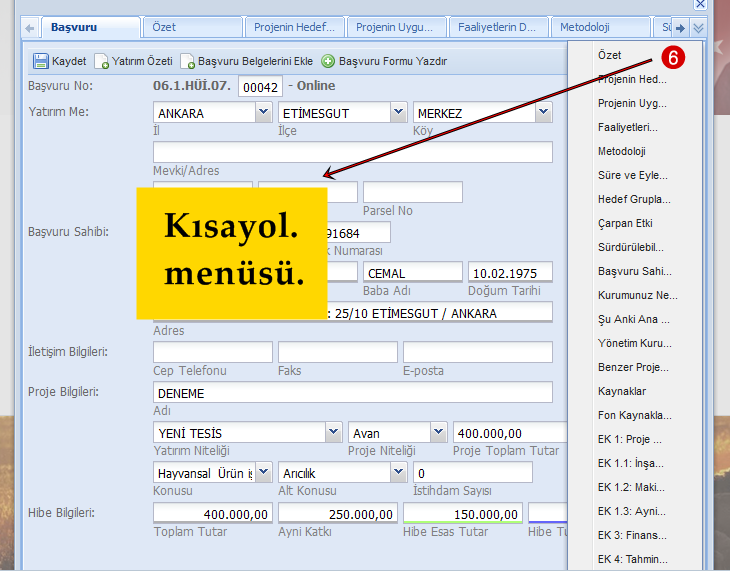 Başvuru Özet Projenin Hedef... Projenin Uygu... Faaliyetlerin D... Metodoloji
Kaydet Yatırım Özeti Başvuru Belgelerini Ekle Başvuru Formu Yazdır
Başvuru No: 06.1.HÜİ.07. 00042 - Online
Yatırım Me: ANKARA ETİMESGUT MERKEZ
İl İlçe Köy
Mevki/Adres
Parsel No
Başvuru Sahibi: 91684
Numarası
CEMAL 10.02.1975
Baba Adı Doğum Tarihi
: 25/10 ETİMESGUT / ANKARA
Adres
İletişim Bilgileri:
Cep Telefonu Faks E-posta
Proje Bilgileri: DENEME
Adı
YENİ TESİS Avan 400.000,00
Yatırım Niteliği Proje Niteliği Proje Toplam Tutar
Hayvansal Ürün Arıcılık 0
Konusu Alt Konusu İstihdam Sayısı
Hibe Bilgileri: 400.000,00 250.000,00 150.000,00
Toplam Tutar Ayni Katkı Hibe Esas Tutar Hibe
Kısayol.
menüsü.
Özet 6
Projenin Hed...
Projenin Uyg...
Faaliyetleri...
Metodoloji
Süre ve Eyle...
Hedef Grupla...
Çarpan Etki
Sürdürülebil...
Başvuru Sahi...
Kurumunuz Ne...
Şu Anki Ana ...
Yönetim Kuru...
Benzer Proje...
Kaynaklar
Fon Kaynakla...
EK 1: Proje ...
EK 1.1: İnşa...
EK 1.2: Maki...
EK 1.3: Ayni...
EK 3: Finans...
EK 4: Tahmin...